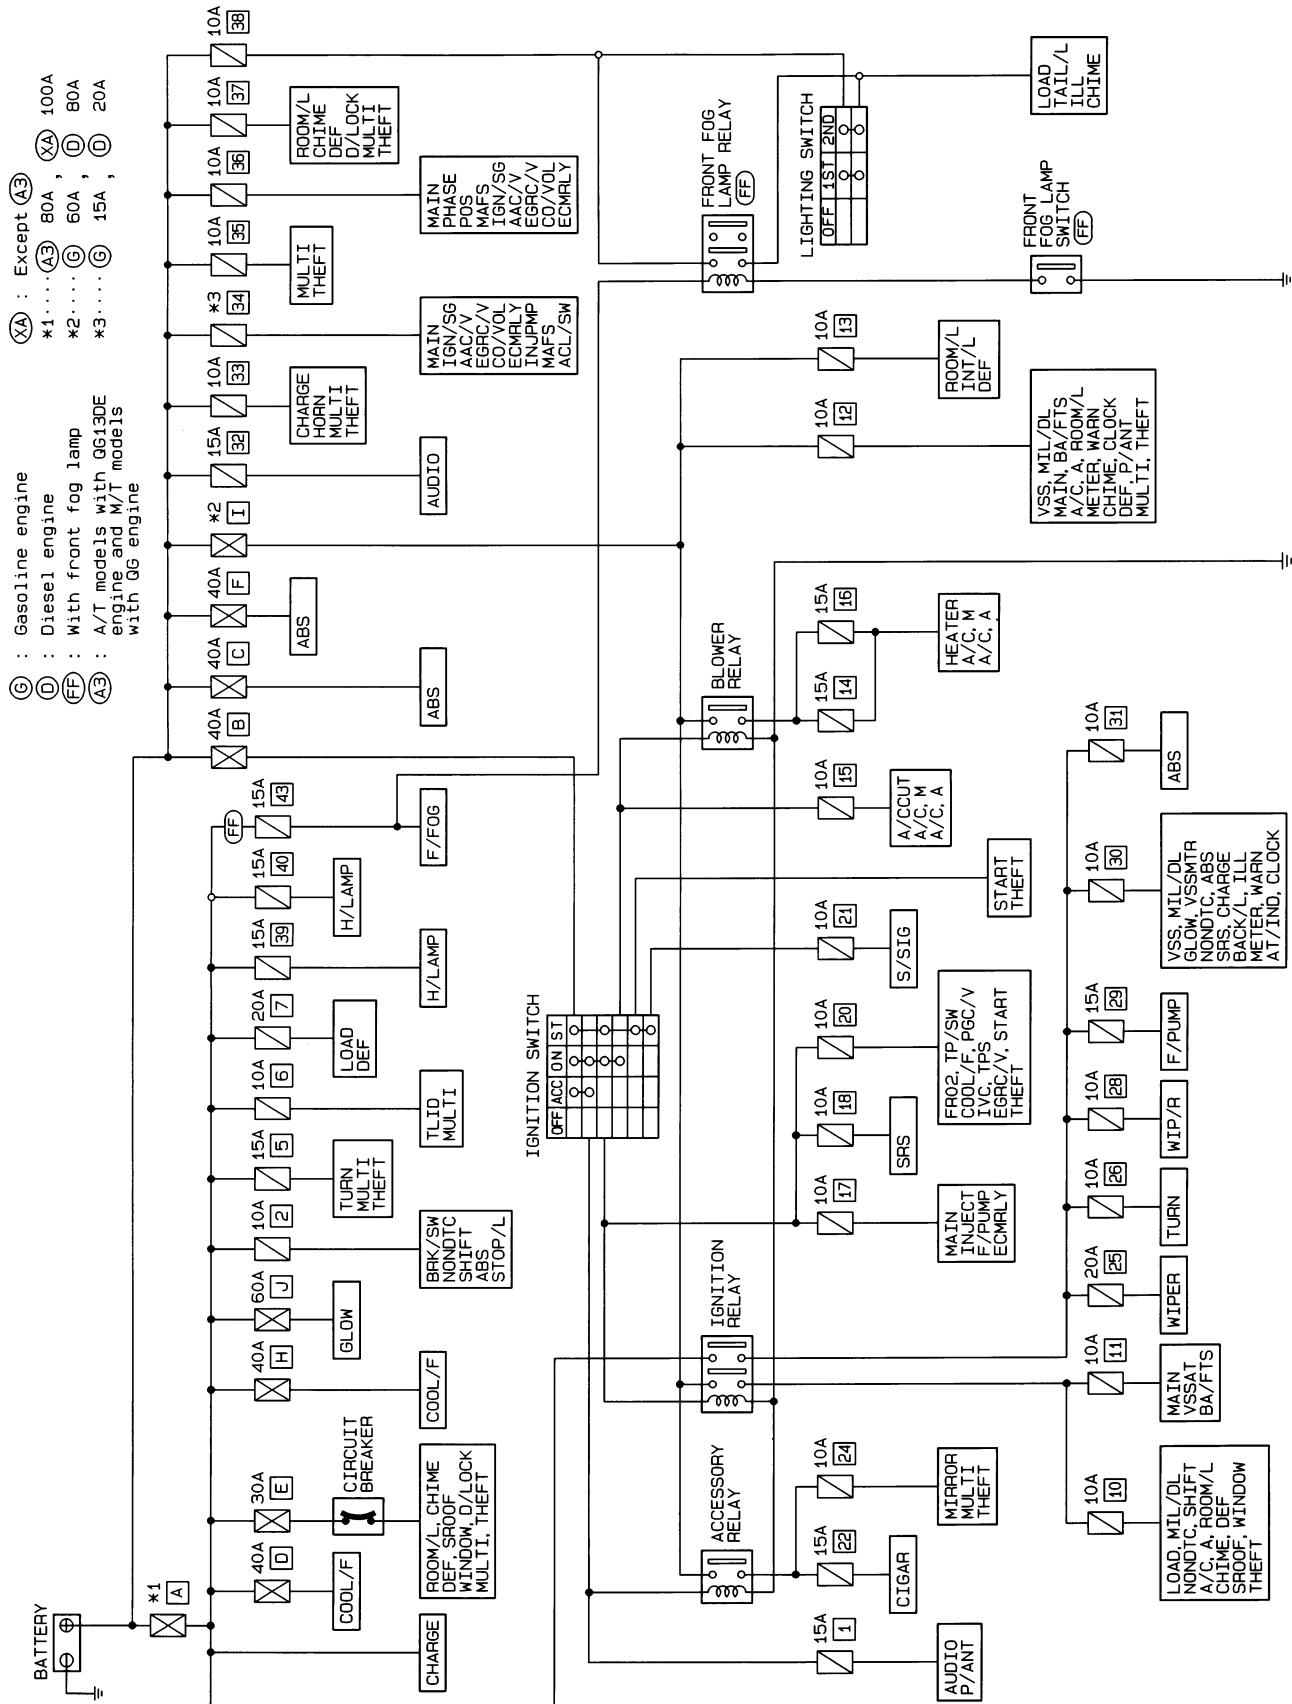 G : Gasoline engine
D : Diesel engine
FF : With front fog lamp
A3 : A/T models with QG13DE
engine and M/T models
with QG engine
XA : Except A3
*1···· A3 80A , XA 100A
*2···· G 60A , D 80A
*3···· G 15A , D 20A
BATTERY
*1
A
CHARGE
40A
D
COOL/F
30A
E
CIRCUIT
BREAKER
ROOM/L, CHIME
DEF, SROOF
WINDOW, D/LOCK
MULTI, THEFT
40A
H
COOL/F
60A
J
GLOW
10A
2
BRK/SW
NONDTC
SHIFT
ABS
STOP/L
15A
5
TURN
MULTI
THEFT
10A
6
TLID
MULTI
20A
7
LOAD
DEF
15A
39
H/LAMP
15A
40
H/LAMP
FF
15A
43
F/FOG
40A
B
40A
C
ABS
40A
F
ABS
*2
I
15A
32
AUDIO
10A
33
CHARGE
HORN
MULTI
THEFT
*3
34
MAIN
IGN/SG
AAC/V
EGRC/V
CO/VOL
ECMRLY
INJPMP
MAFS
ACL/SW
10A
35
MULTI
THEFT
10A
36
MAIN
PHASE
POS
MAFS
IGN/SG
AAC/V
EGRC/V
CO/VOL
ECMRLY
10A
37
ROOM/L
CHIME
DEF
D/LOCK
MULTI
THEFT
10A
38
IGNITION SWITCH
OFF ACC ON ST
ACCESSORY
RELAY
IGNITION
RELAY
BLOWER
RELAY
FRONT FOG
LAMP RELAY
FF
LIGHTING SWITCH
OFF 1ST 2ND
15A
1
AUDIO
P/ANT
15A
22
CIGAR
10A
24
MIRROR
MULTI
THEFT
10A
17
MAIN
INJECT
F/PUMP
ECMRLY
10A
18
SRS
10A
20
FRO2, TP/SW
COOL/F, PGC/V
IVC, TPS
EGRC/V, START
THEFT
10A
21
S/SIG
START
THEFT
10A
15
A/CCUT
A/C, M
A/C, A
15A
14
15A
16
HEATER
A/C, M
A/C, A
10A
12
VSS, MIL/DL
MAIN, BA/FTS
A/C, A, ROOM/L
METER, WARN
CHIME, CLOCK
DEF, P/ANT
MULTI, THEFT
10A
13
ROOM/L
INT/L
DEF
FRONT
FOG LAMP
SWITCH
FF
LOAD
TAIL/L
ILL
CHIME
10A
10
LOAD, MIL/DL
NONDTC, SHIFT
A/C, A, ROOM/L
CHIME, DEF
SROOF, WINDOW
THEFT
10A
11
MAIN
VSSAT
BA/FTS
20A
25
WIPER
10A
26
TURN
10A
28
WIP/R
15A
29
F/PUMP
10A
30
VSS, MIL/DL
GLOW, VSSMTR
NONDTC, ABS
SRS, CHARGE
BACK/L, ILL
METER, WARN
AT/IND, CLOCK
10A
31
ABS